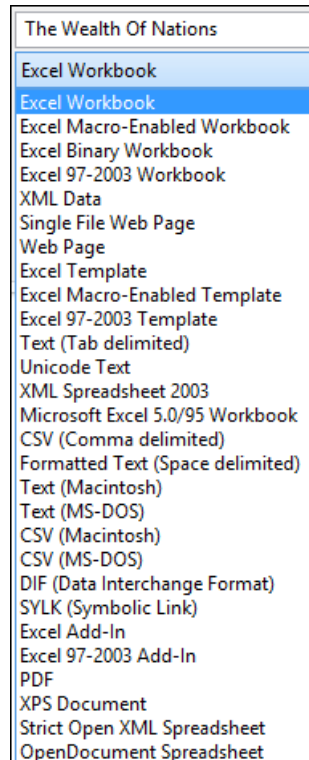 The Wealth Of Nations
Excel Workbook
Excel Workbook
Excel Macro-Enabled Workbook
Excel Binary Workbook
Excel 97-2003 Workbook
XML Data
Single File Web Page
Web Page
Excel Template
Excel Macro-Enabled Template
Excel 97-2003 Template
Text (Tab delimited)
Unicode Text
XML Spreadsheet 2003
Microsoft Excel 5.0/95 Workbook
CSV (Comma delimited)
Formatted Text (Space delimited)
Text (Macintosh)
Text (MS-DOS)
CSV (Macintosh)
CSV (MS-DOS)
DIF (Data Interchange Format)
SYLK (Symbolic Link)
Excel Add-In
Excel 97-2003 Add-In
PDF
XPS Document
Strict Open XML Spreadsheet
OpenDocument Spreadsheet